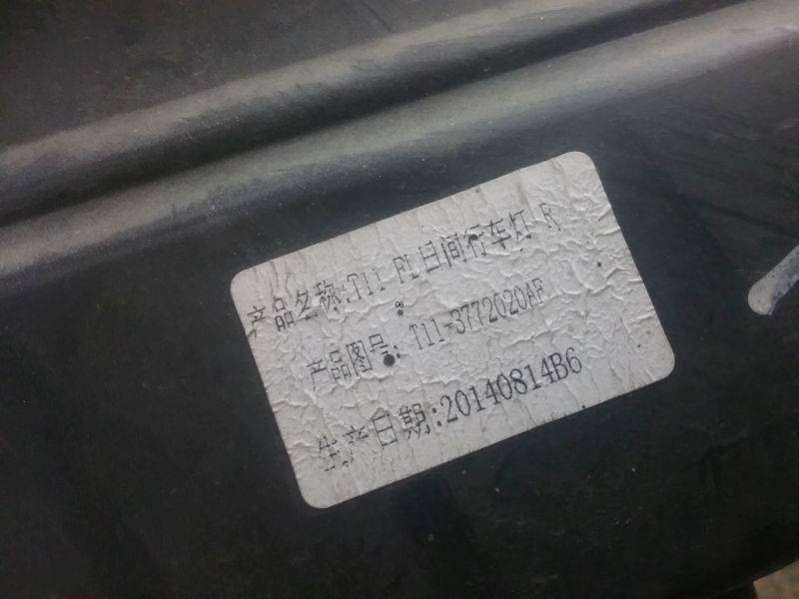 产品名称:T11 FL日间行车灯 R
产品图号: T11-3772020AF
生产日期:20140814B6